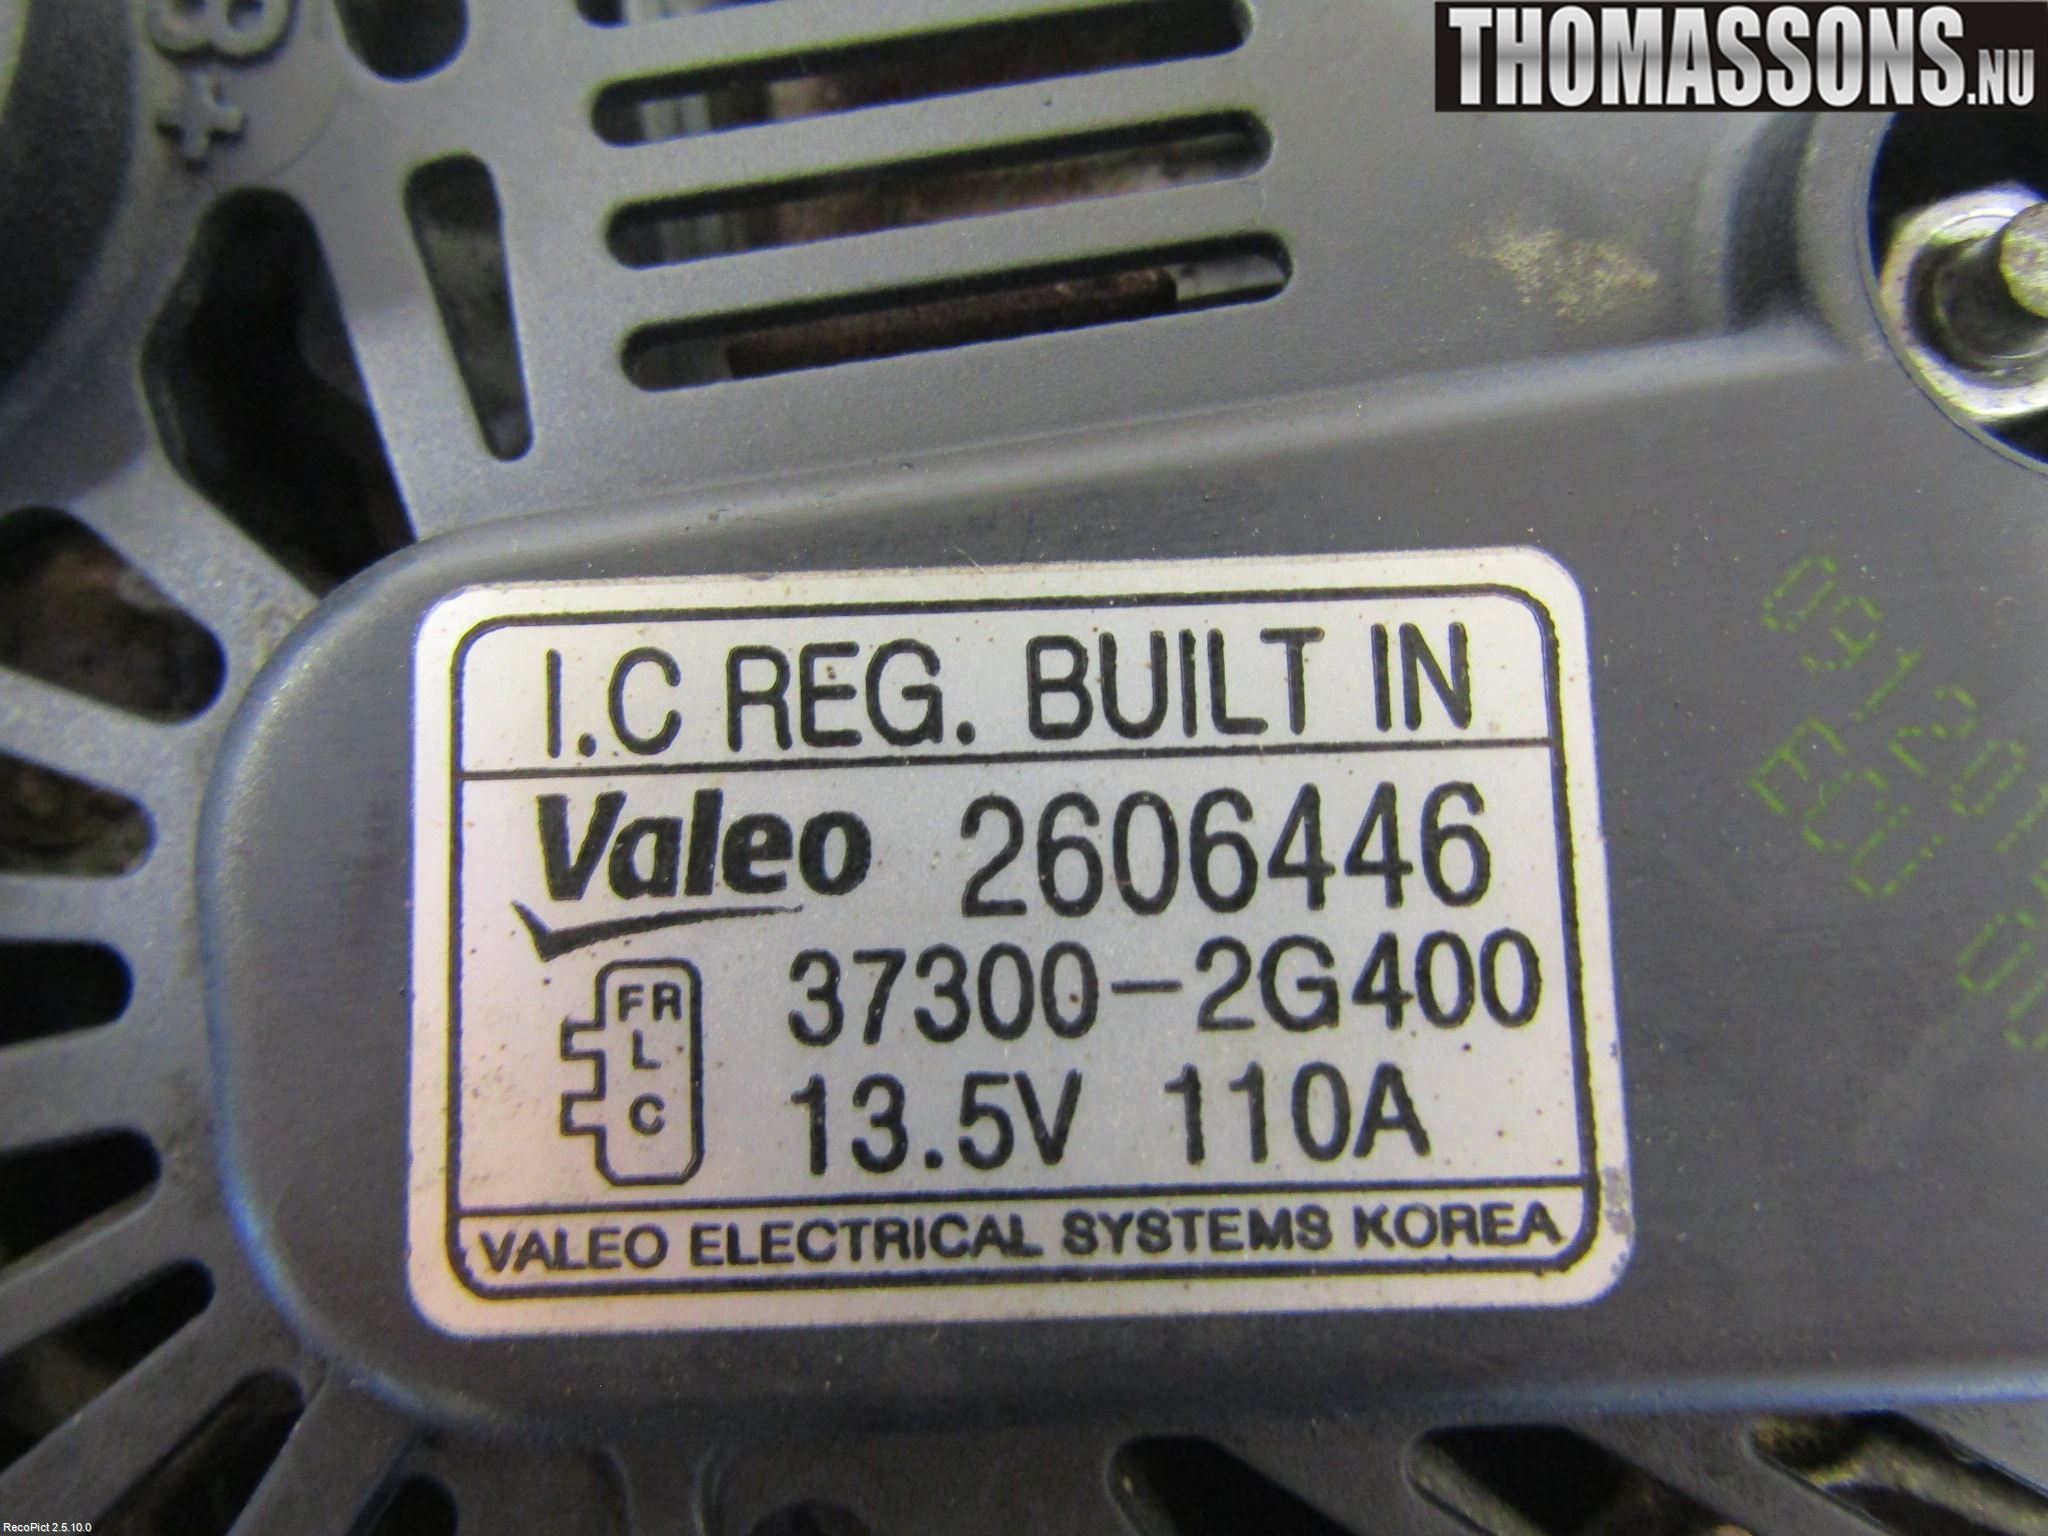 THOMASSONS.NU
B
+
I.C REG. BUILT IN
Valeo 2606446
37300-2G400
13.5V 110A
FR
L
C
VALEO ELECTRICAL SYSTEMS KOREA
RecoPict 2.5.10.0